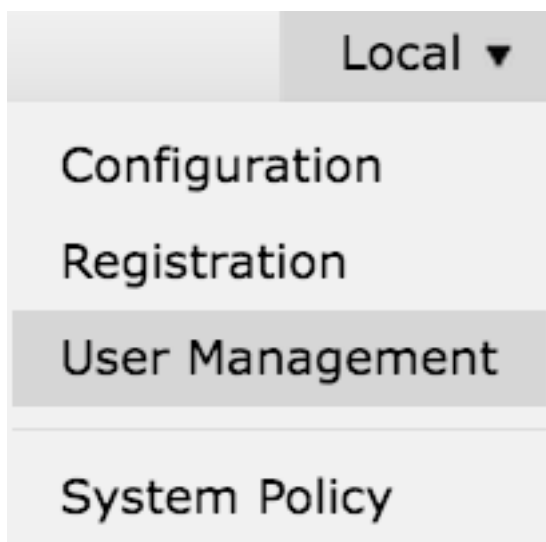 Local ▼
Configuration
Registration
User Management
System Policy